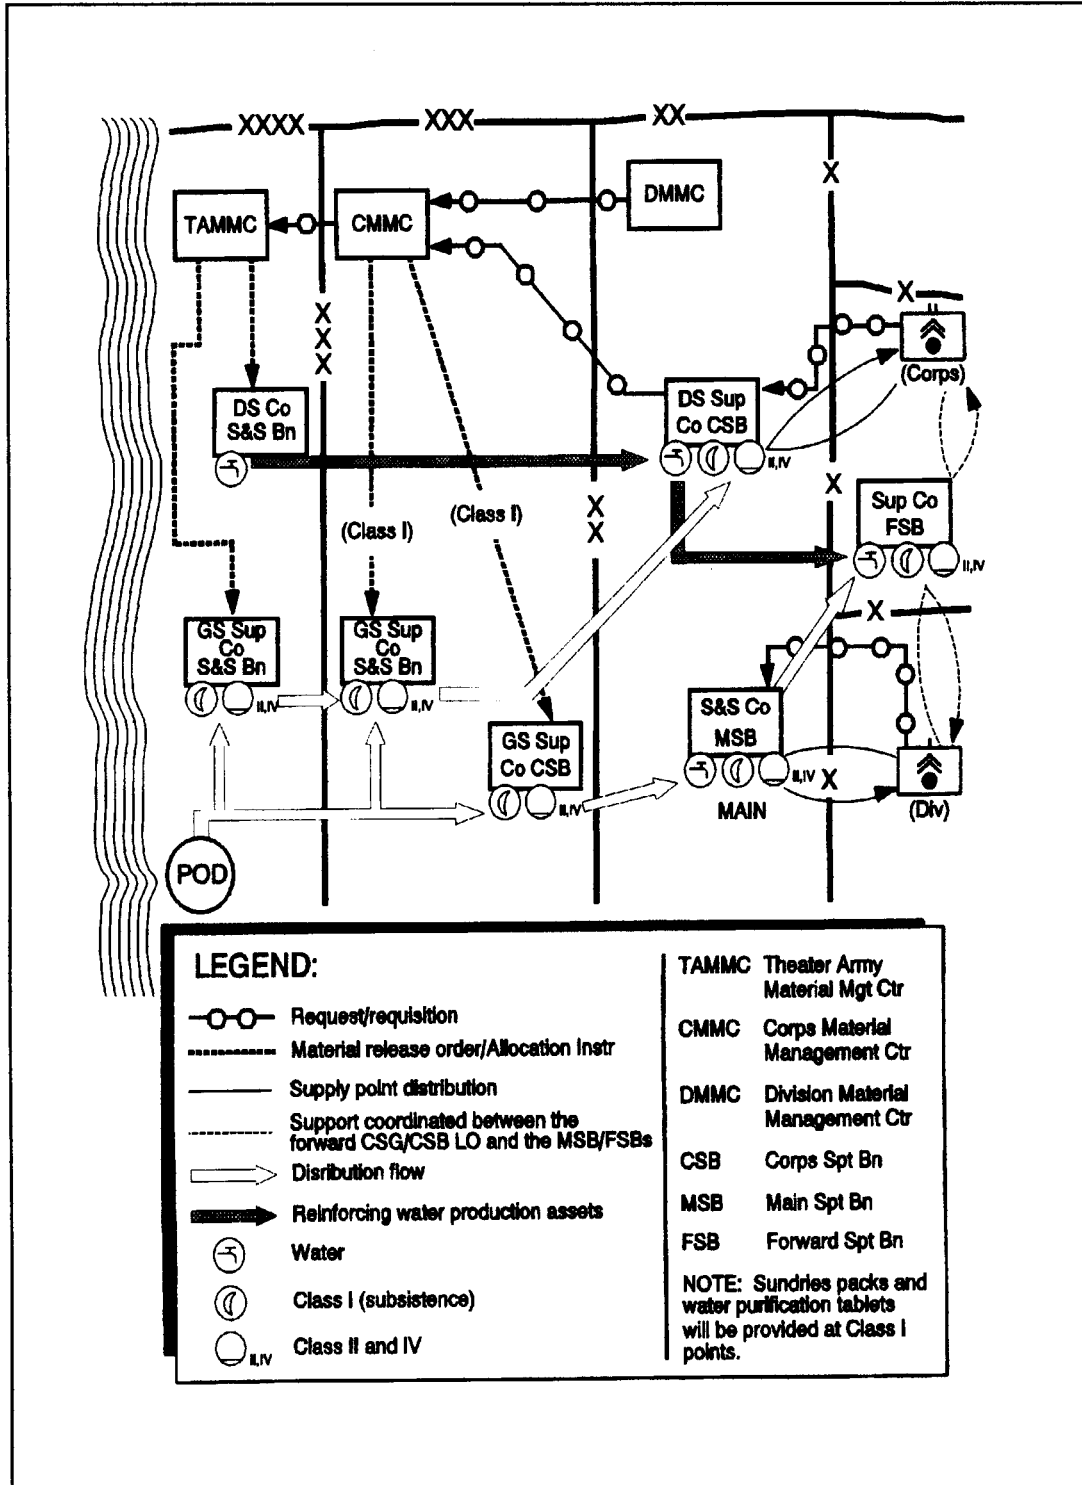 XXXX
XXX
XX
X
TAMMC
CMMC
DMMC
X
X
X
X
(Corps)
DS Co
S&S Bn
DS Sup
Co CSB
II,IV
X
Sup Co
FSB
II,IV
(Class I)
(Class I)
X
X
X
GS Sup
Co
S&S Bn
II,IV
GS Sup
Co
S&S Bn
II,IV
GS Sup
Co CSB
II,IV
S&S Co
MSB
II,IV
MAIN
X
(Div)
POD
LEGEND:
Request/requisition
Material release order/Allocation Instr
Supply point distribution
Support coordinated between the
forward CSG/CSB LO and the MSB/FSBs
Disribution flow
Reinforcing water production assets
Water
Class I (subsistence)
II,IV Class II and IV
TAMMC Theater Army
Material Mgt Ctr
CMMC Corps Material
Management Ctr
DMMC Division Material
Management Ctr
CSB Corps Spt Bn
MSB Main Spt Bn
FSB Forward Spt Bn
NOTE: Sundries packs and
water purification tablets
will be provided at Class I
points.